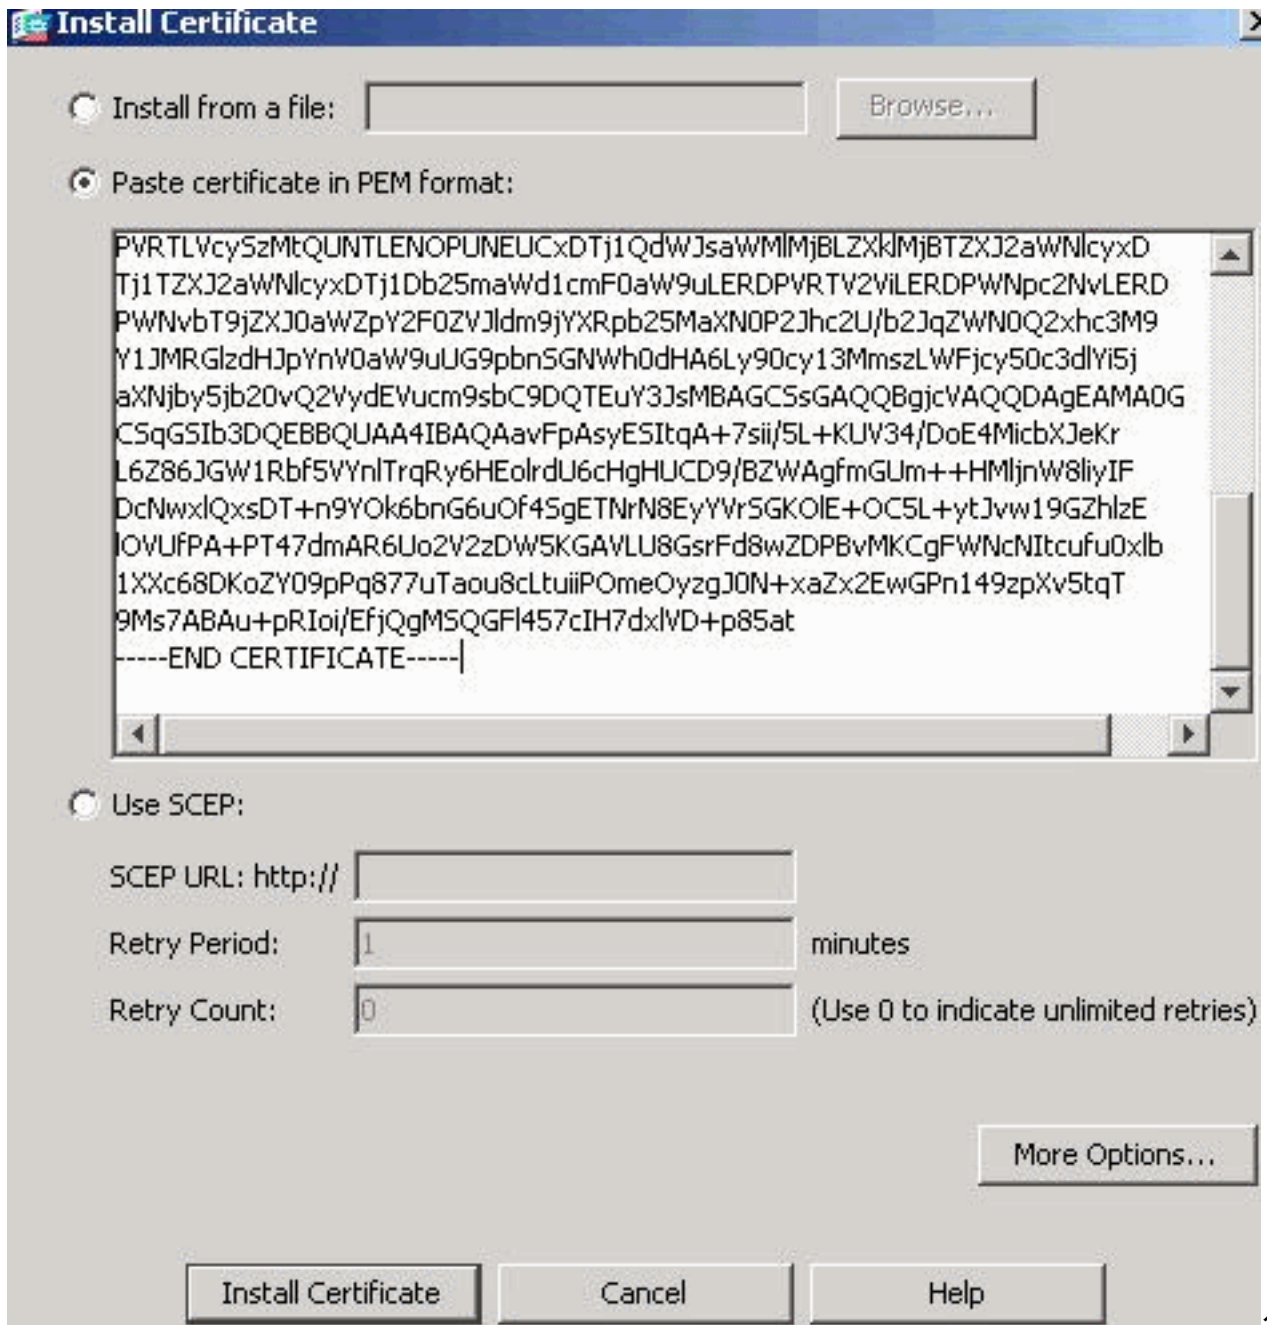 Install Certificate
Install from a file:
Browse...
Paste certificate in PEM format:
PVRTLVcySzMtQUNTLENOPUNEUCxDTj1QdWJsaWMlMjBLZXklMjBTZXJ2aWNlcyxD
Tj1TZXJ2aWNlcyxDTj1Db25maWd1cmF0aW9uLERDPVRTV2ViLERDPWNpc2NvLERD
PWNvbT9jZXJ0aWZpY2F0ZVJldm9jYXRpb25MaXN0P2Jhc2U/b2JqZWN0Q2xhc3M9
Y1JMRGlzdHJpYnV0aW9uUG9pbnSGNWh0dHA6Ly90cy13MmszLWFjcy50c3dlYi5j
aXNjby5jb20vQ2VydEVucm9sbC9DQTEuY3JsMBAGCSsGAQQBgjcVAQQDAgEAMA0G
CSqGSIb3DQEBBQUAA4IBAQAavFpAsyESItqA+7sii/5L+KUV34/DoE4MicbXJeKr
L6Z86JGW1Rbf5VYnlTrqRy6HEolrdU6cHgHUCD9/BZWAgfmGUm++HMljnW8liyIF
DcNwxlQxsDT+n9YOk6bnG6uOf4SgETNrN8EyYVrSGKOlE+OC5L+ytJvw19GZhlzE
lOVUfPA+PT47dmAR6Uo2V2zDW5KGAVLU8GsrFd8wZDPBvMKCgFWNcNItcufu0xlb
1XXc68DKoZY09pPq877uTaou8cLtuiiPOmeOyzgJ0N+xaZx2EwGPn149zpXv5tqT
9Ms7ABAu+pRIoi/EfjQgMSQGFl457cIH7dxlVD+p85at
-----END CERTIFICATE-----
Use SCEP:
SCEP URL: http://
Retry Period: 1 minutes
Retry Count: 0 (Use 0 to indicate unlimited retries)
More Options...
Install Certificate
Cancel
Help